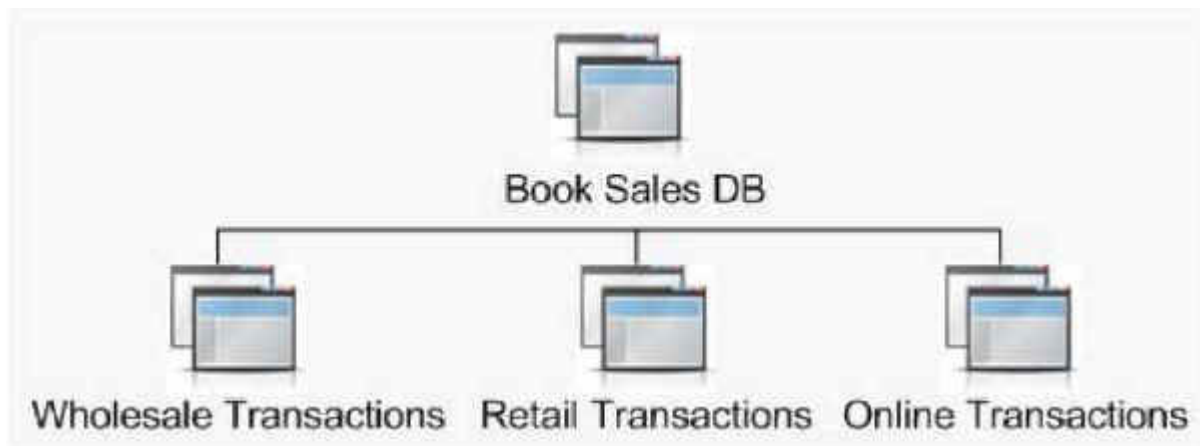 Book Sales DB
Wholesale Transactions
Retail Transactions
Online Transactions